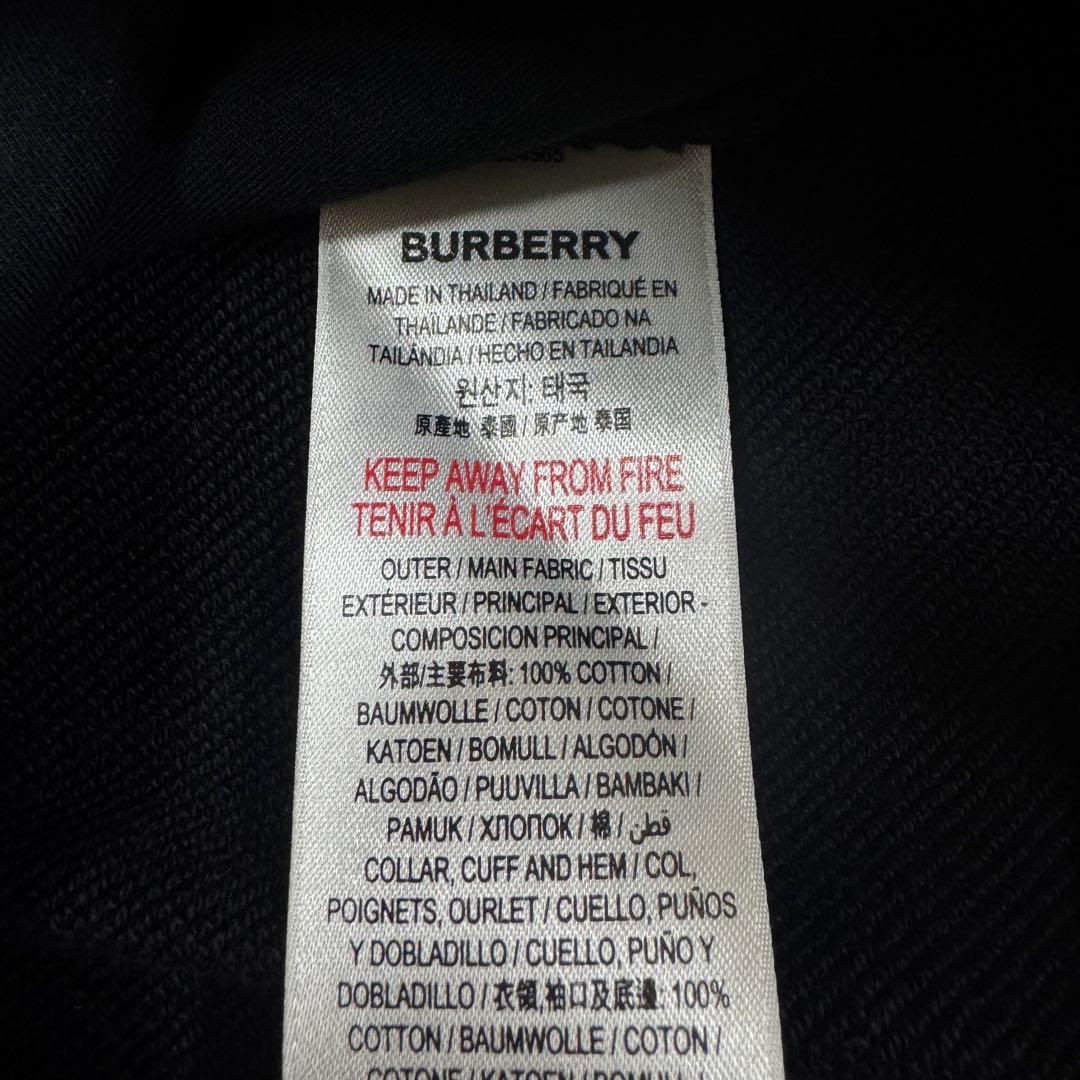 BURBERRY
MADE IN THAILAND / FABRIQUÉ EN
THAILANDE / FABRICADO NA
TAILÂNDIA / HECHO EN TAILANDIA
원산지: 태국
原產地 泰國 / 原产地 泰国
KEEP AWAY FROM FIRE
TENIR À L'ÉCART DU FEU
OUTER / MAIN FABRIC / TISSU
EXTÉRIEUR / PRINCIPAL / EXTERIOR -
COMPOSICION PRINCIPAL /
外部/主要布料: 100% COTTON /
BAUMWOLLE / COTON / COTONE /
KATOEN / BOMULL / ALGODÓN /
ALGODÃO / PUUVILLA / BAMBAKI /
PAMUK / ХЛОПОК / 棉 / قطن
COLLAR, CUFF AND HEM / COL,
POIGNETS, OURLET / CUELLO, PUÑOS
Y DOBLADILLO / CUELLO, PUÑO Y
DOBLADILLO / 衣領,袖口及底邊: 100%
COTTON / BAUMWOLLE / COTON /
COTONE / KATOEN / BOMULL /